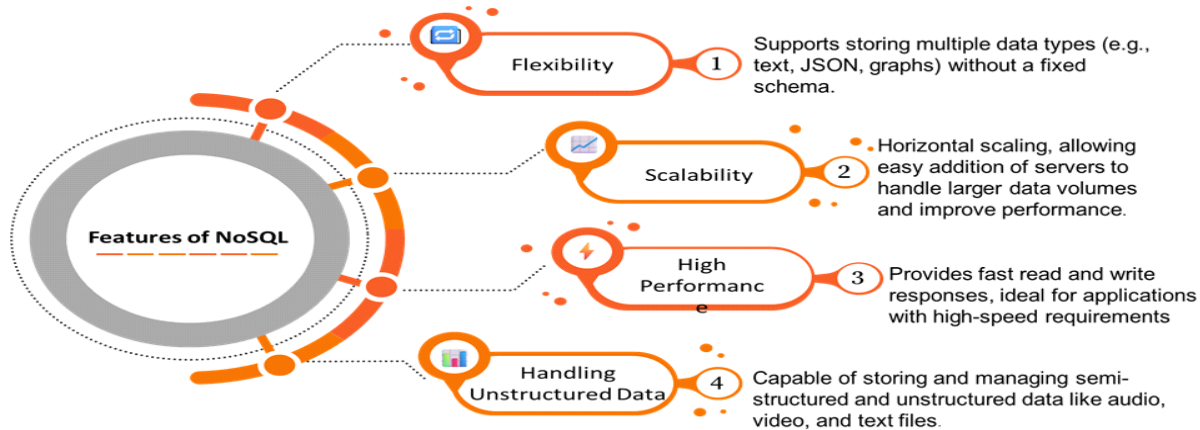 Features of NoSQL
Flexibility
1
Supports storing multiple data types (e.g.,
text, JSON, graphs) without a fixed
schema.
Scalability
2
Horizontal scaling, allowing
easy addition of servers to
handle larger data volumes
and improve performance.
High
Performanc
e
3
Provides fast read and write
responses, ideal for applications
with high-speed requirements
Handling
Unstructured Data
4
Capable of storing and managing semi-
structured and unstructured data like audio,
video, and text files.